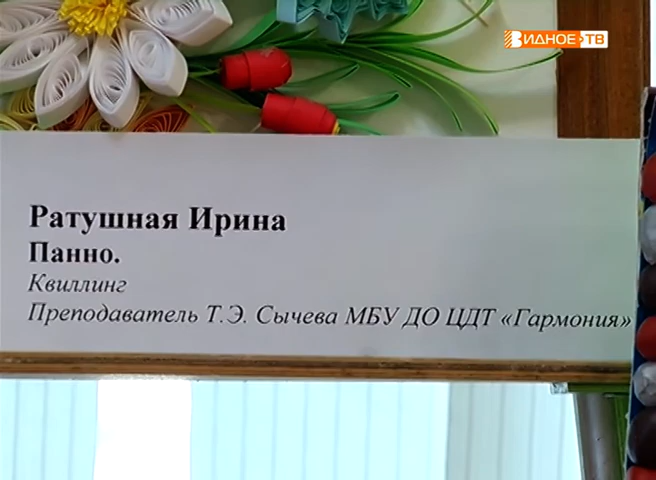 ВИДНОЕ-ТВ
Ратушная Ирина
Панно.
Квиллинг
Преподаватель Т.Э. Сычева МБУ ДО ЦДТ «Гармония»